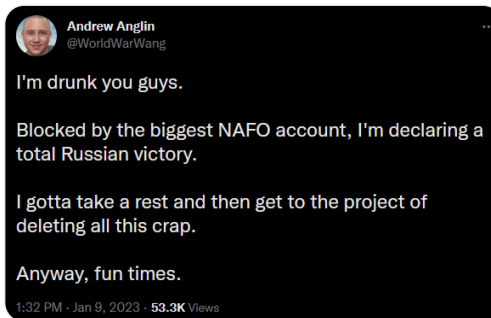 Andrew Anglin
@WorldWarWang
I'm drunk you guys.
Blocked by the biggest NAFO account, I'm declaring a
total Russian victory.
I gotta take a rest and then get to the project of
deleting all this crap.
Anyway, fun times.
1:32 PM · Jan 9, 2023 · 53.3K Views